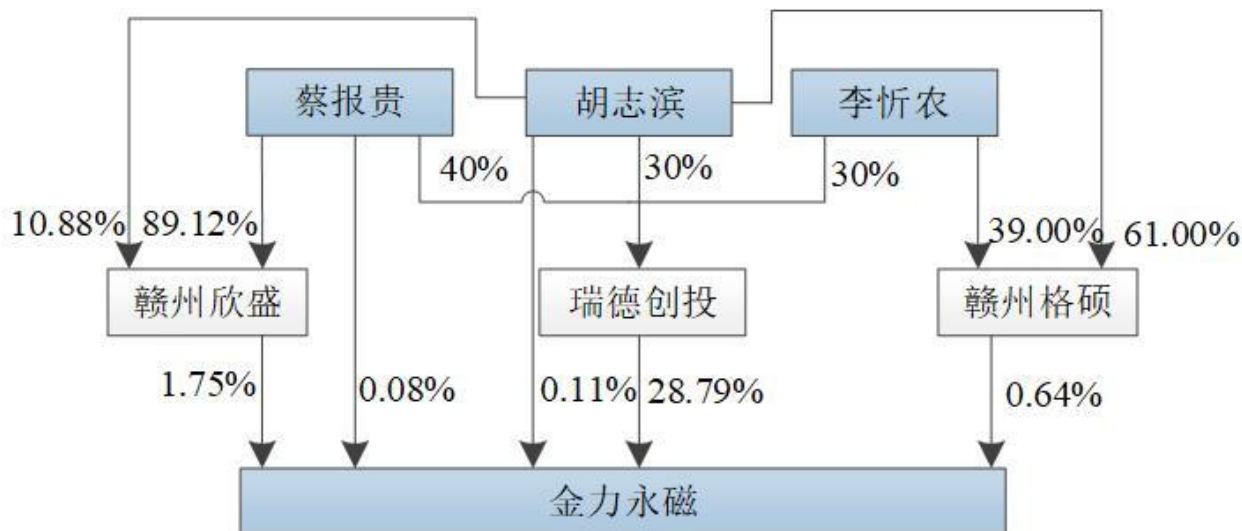 蔡报贵
胡志滨
李忻农
40%
30%
30%
10.88%
89.12%
39.00%
61.00%
赣州欣盛
瑞德创投
赣州格硕
1.75%
0.08%
0.11%
28.79%
0.64%
金力永磁